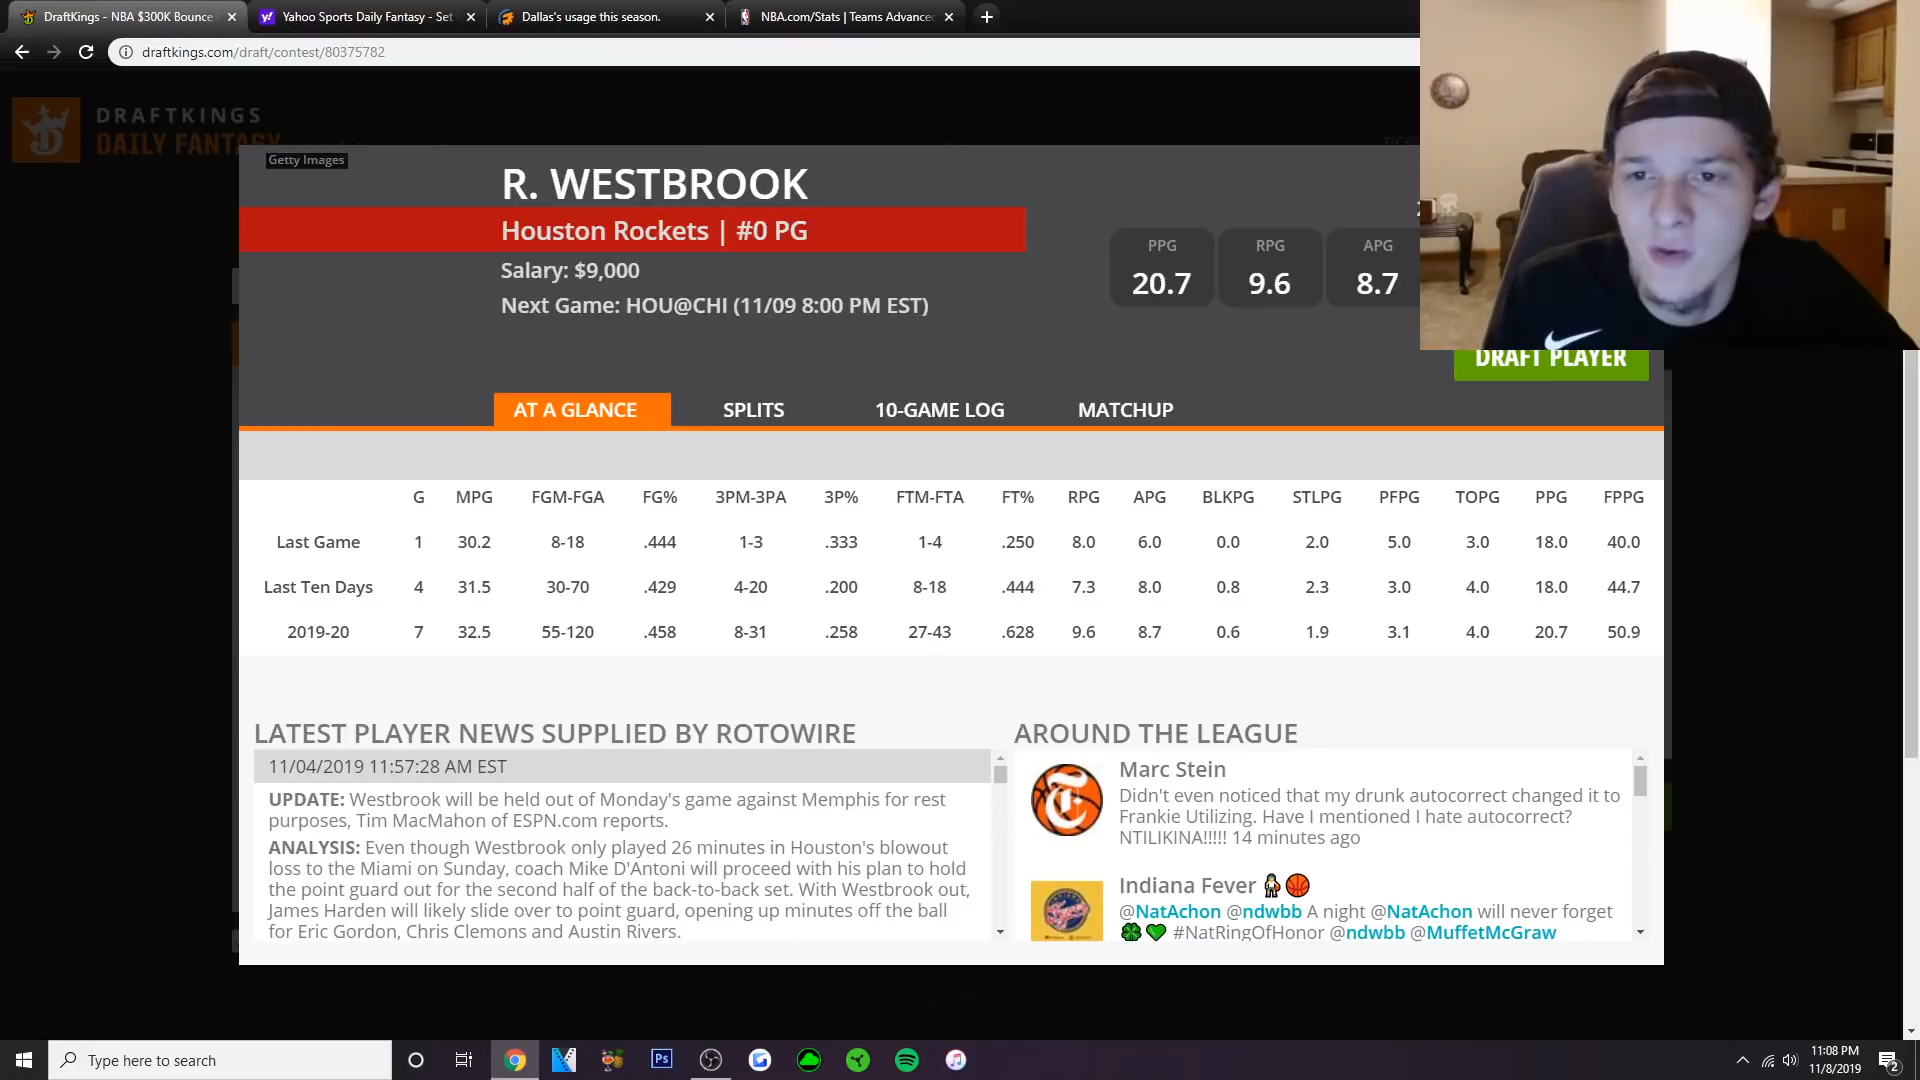 DraftKings - NBA $300K Bounce
Yahoo Sports Daily Fantasy - Set
Dallas's usage this season.
NBA.com/Stats | Teams Advanced
draftkings.com/draft/contest/80375782
DRAFTKINGS
DAILY FANTASY
Getty Images
R. WESTBROOK
Houston Rockets | #0 PG
Salary: $9,000
Next Game: HOU@CHI (11/09 8:00 PM EST)
PPG RPG APG
20.7 9.6 8.7
DRAFT PLAYER
AT A GLANCE SPLITS 10-GAME LOG MATCHUP
G MPG FGM-FGA FG% 3PM-3PA 3P% FTM-FTA FT% RPG APG BLKPG STLPG PFPG TOPG PPG FPPG
Last Game 1 30.2 8-18 .444 1-3 .333 1-4 .250 8.0 6.0 0.0 2.0 5.0 3.0 18.0 40.0
Last Ten Days 4 31.5 30-70 .429 4-20 .200 8-18 .444 7.3 8.0 0.8 2.3 3.0 4.0 18.0 44.7
2019-20 7 32.5 55-120 .458 8-31 .258 27-43 .628 9.6 8.7 0.6 1.9 3.1 4.0 20.7 50.9
LATEST PLAYER NEWS SUPPLIED BY ROTOWIRE
11/04/2019 11:57:28 AM EST
UPDATE: Westbrook will be held out of Monday's game against Memphis for rest
purposes, Tim MacMahon of ESPN.com reports.
ANALYSIS: Even though Westbrook only played 26 minutes in Houston's blowout
loss to the Miami on Sunday, coach Mike D'Antoni will proceed with his plan to hold
the point guard out for the second half of the back-to-back set. With Westbrook out,
James Harden will likely slide over to point guard, opening up minutes off the ball
for Eric Gordon, Chris Clemons and Austin Rivers.
AROUND THE LEAGUE
Marc Stein
Didn't even noticed that my drunk autocorrect changed it to
Frankie Utilizing. Have I mentioned I hate autocorrect?
NTILIKINA!!!!! 14 minutes ago
Indiana Fever
@NatAchon @ndwbb A night @NatAchon will never forget
#NatRingOfHonor @ndwbb @MuffetMcGraw
Type here to search
Ps
11:08 PM
11/8/2019
2